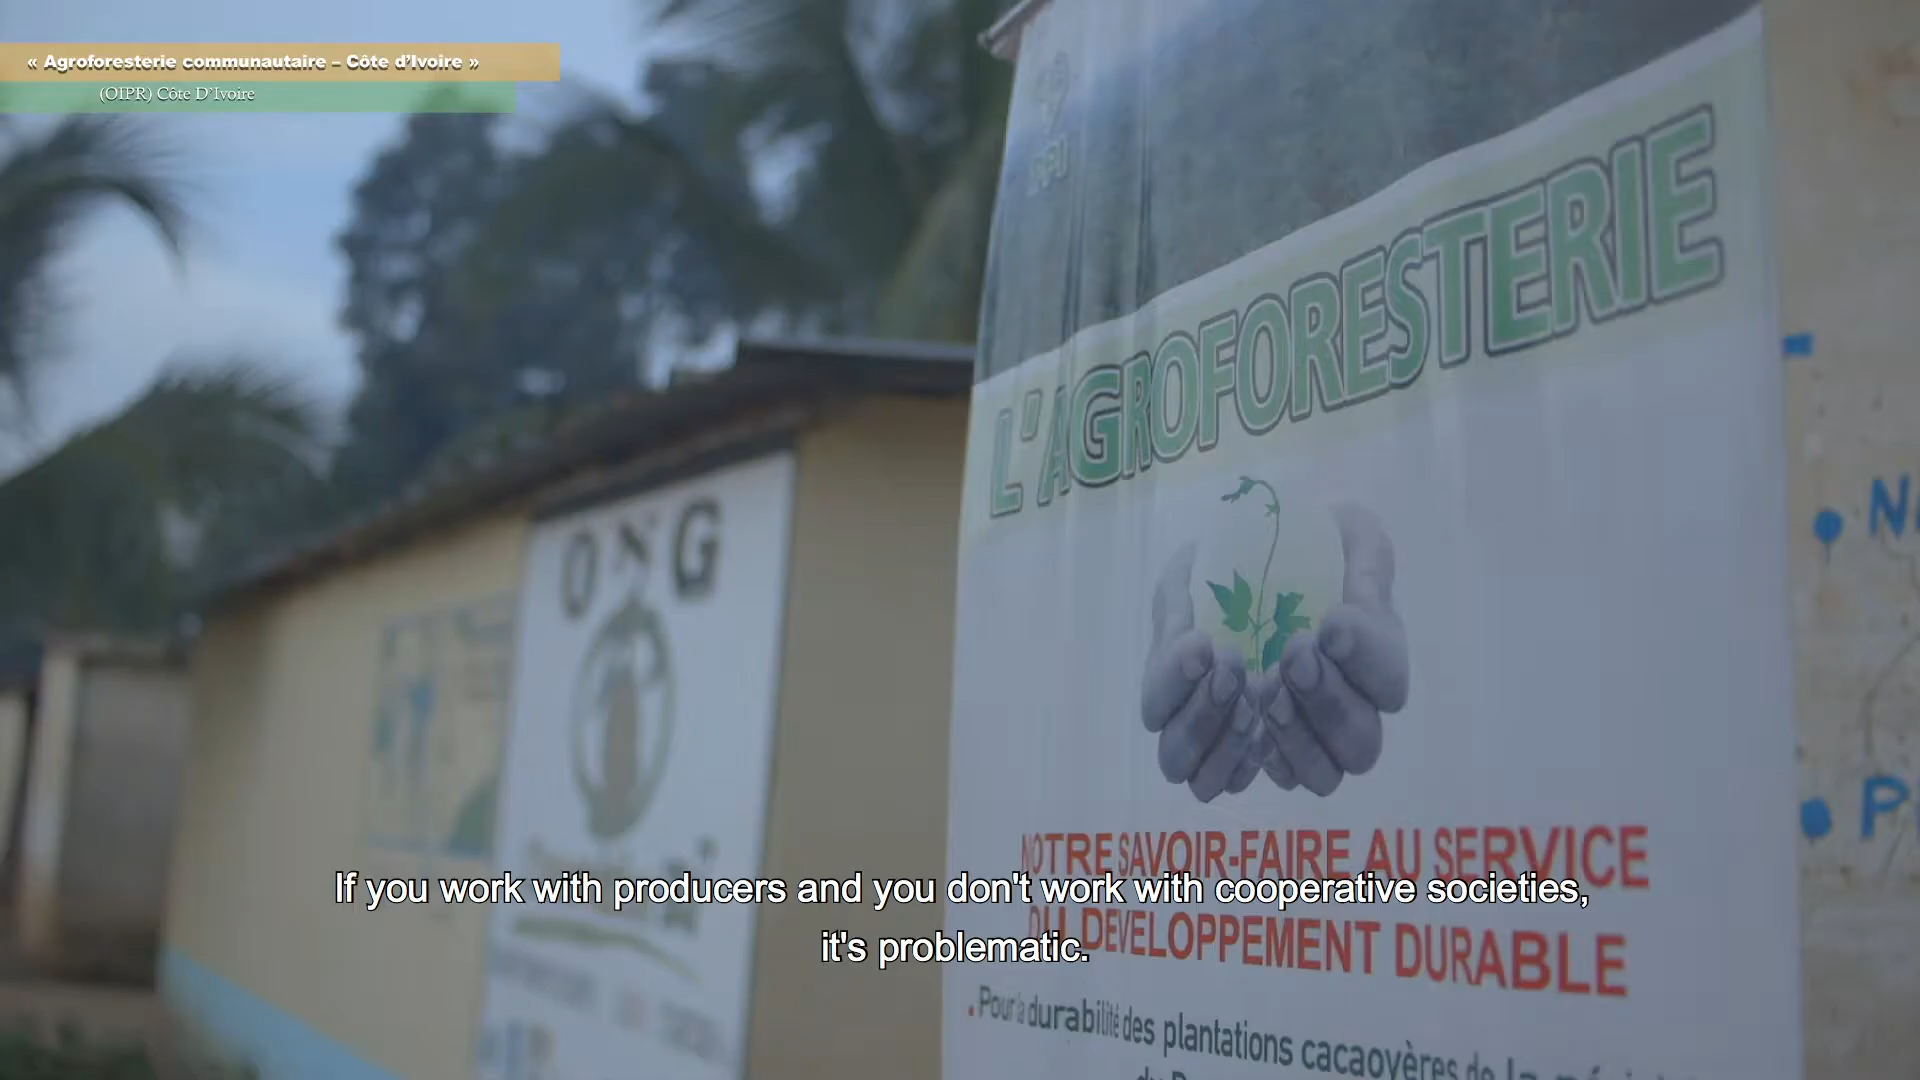 « Agroforesterie communautaire – Côte d'Ivoire »
(OIPR) Côte D'Ivoire
L'AGROFORESTERIE
ONG
NOTRE SAVOIR-FAIRE AU SERVICE
DU DEVELOPPEMENT DURABLE
If you work with producers and you don't work with cooperative societies,
it's problematic.
. Pour la durabilité des plantations cacaoyères de la